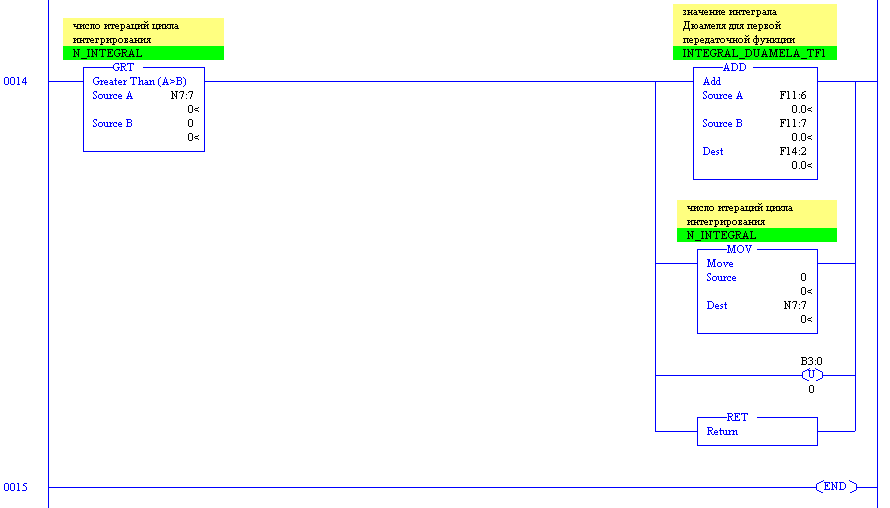 число итераций цикла
интегрирования
N_INTEGRAL
GRT
0014
Greater Than (A>B)
Source A N7:7
0<
Source B 0
0<
значение интеграла
Дюамеля для первой
передаточной функции
INTEGRAL_DUAMELA_TF1
ADD
Add
Source A F11:6
0.0<
Source B F11:7
0.0<
Dest F14:2
0.0<
число итераций цикла
интегрирования
N_INTEGRAL
MOV
Move
Source 0
0<
Dest N7:7
0<
B3:0
U
0
RET
Return
0015
END